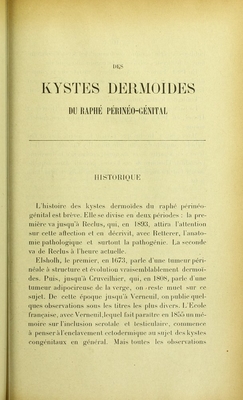 DES
KYSTES DERMOIDES
DU RAPHÉ PÉRINÉO-GÉNITAL
HISTORIQUE
L'histoire des kystes dermoïdes du raphé périnéo-
génital est brève. Elle se divise en deux périodes : la pre-
mière va jusqu'à Reclus, qui, en 1893, attira l'attention
sur cette affection et en décrivit, avec Retterer, l'anato-
mie pathologique et surtout la pathogénie. La seconde
va de Reclus à l'heure actuelle.
Elsholh, le premier, en 1673, parle d'une tumeur péri-
néale à structure et évolution vraisemblablement dermoï-
des. Puis, jusqu'à Cruveilhier, qui, en 1808, parle d'une
tumeur adipocireuse de la verge, on reste muet sur ce
sujet. De cette époque jusqu'à Verneuil, on publie quel-
ques observations sous les titres les plus divers. L'Ecole
française, avec Verneuil, lequel fait paraître en 1855 un mé-
moire sur l'inclusion scrotale et testiculaire, commence
à penser à l'enclavement ectodermique au sujet des kystes
congénitaux en général. Mais toutes les observations